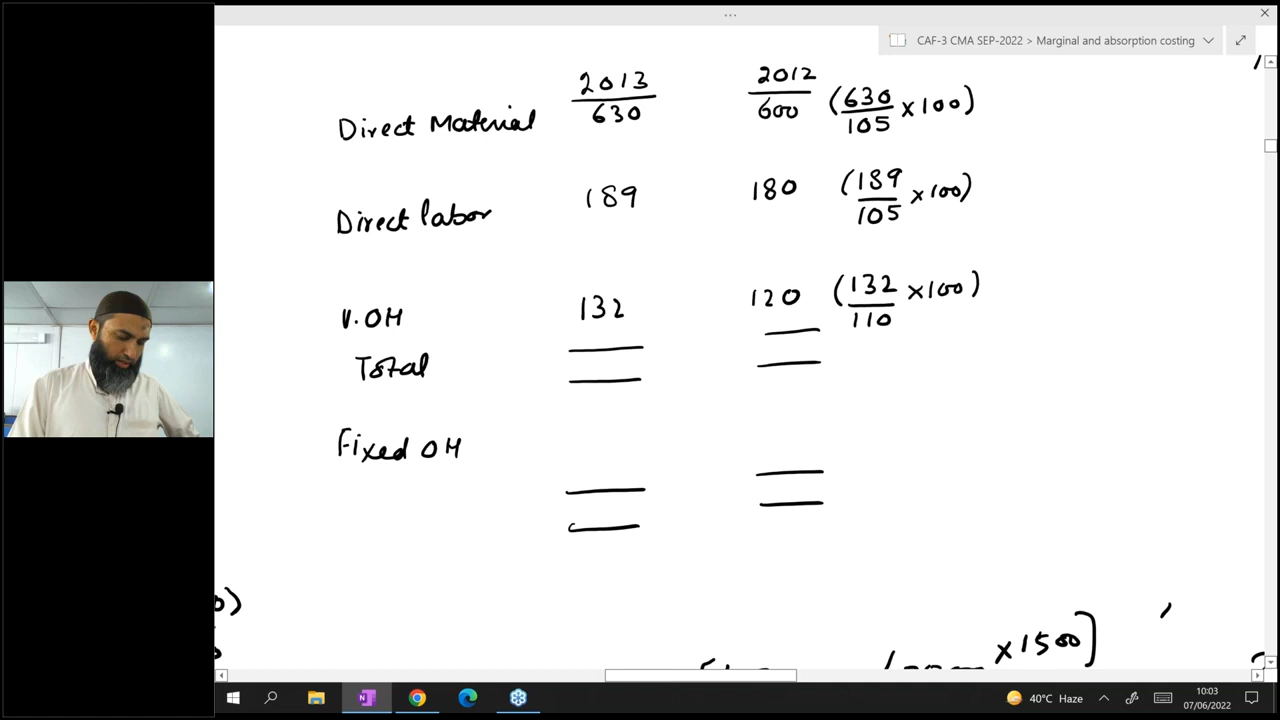 CAF-3 CMA SEP-2022 > Marginal and absorption costing
2013 2012
Direct Material 630 600 (630/105 × 100)
Direct labor 189 180 (189/105 × 100)
V.OH 132 120 (132/110 × 100)
Total
Fixed OH
× 1500]
40°C Haze
10:03
07/06/2022